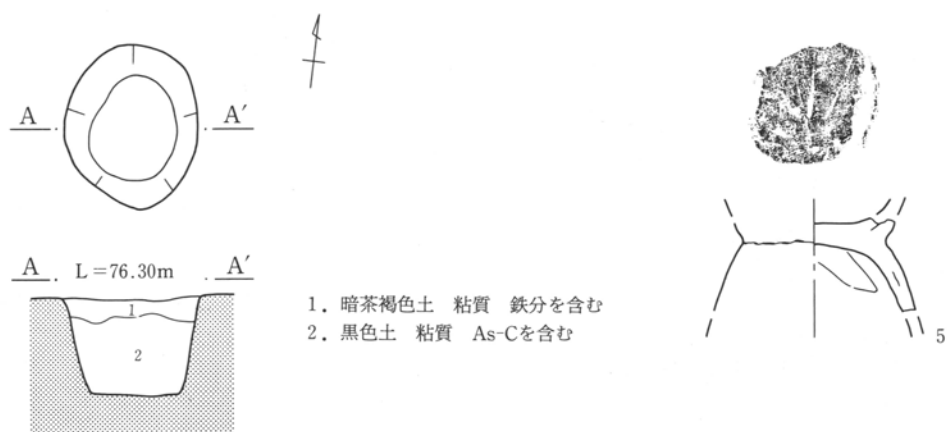 A A′
A L=76.30m A′
1
2
1. 暗茶褐色土 粘質 鉄分を含む
2. 黒色土 粘質 As-Cを含む
5